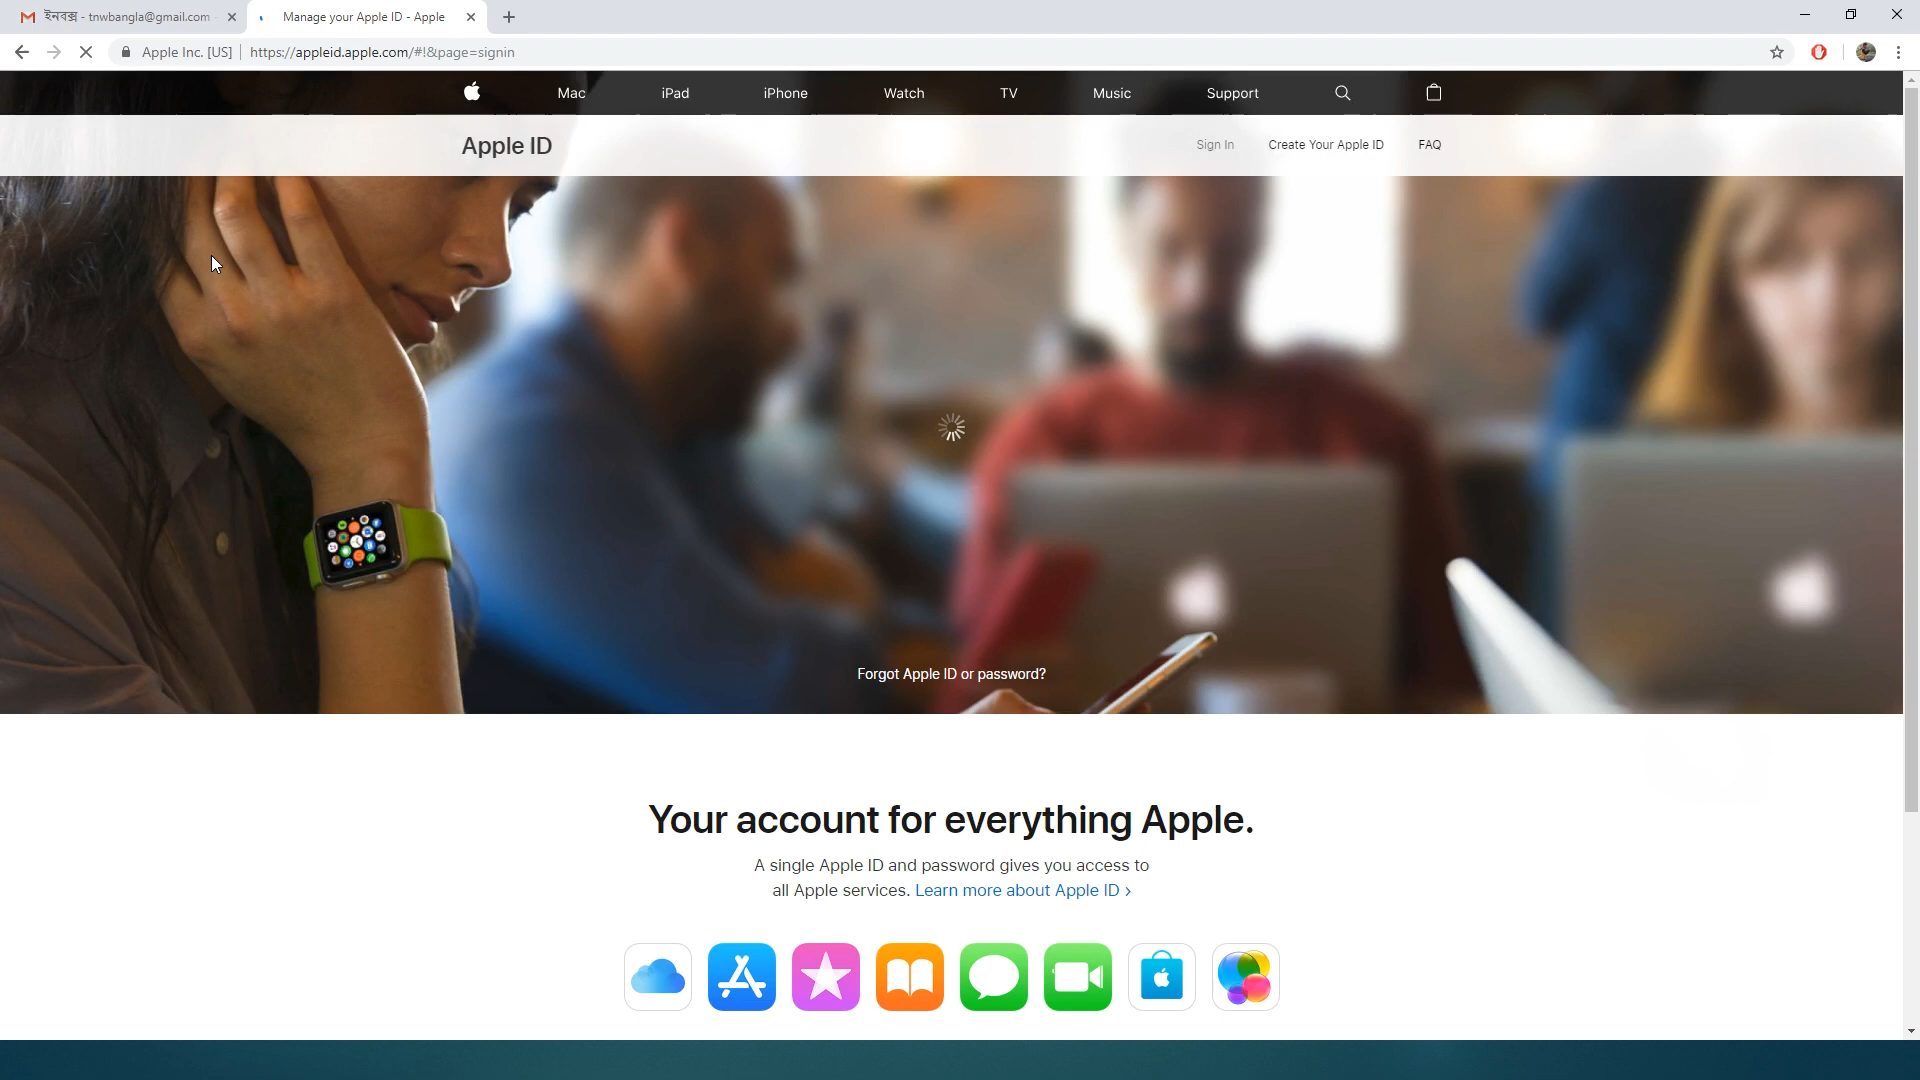 ইনবক্স - tnwbangla@gmail.com
Manage your Apple ID - Apple
Apple Inc. [US]
https://appleid.apple.com/#!&page=signin
Mac
iPad
iPhone
Watch
TV
Music
Support
Apple ID
Sign In
Create Your Apple ID
FAQ
Forgot Apple ID or password?
Your account for everything Apple.
A single Apple ID and password gives you access to
all Apple services. Learn more about Apple ID >